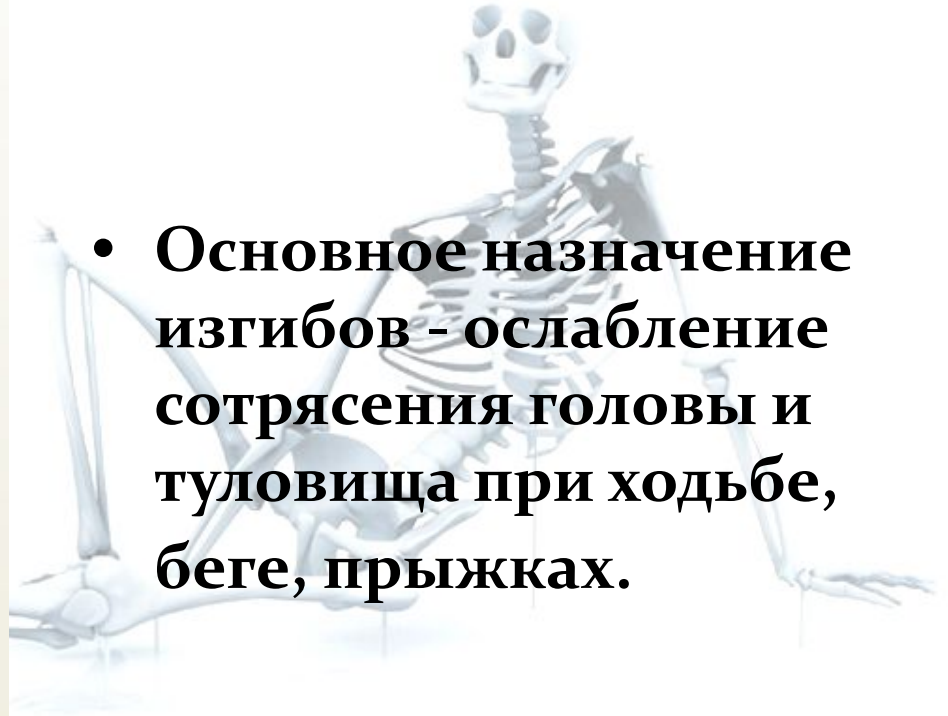 • Основное назначение
изгибов - ослабление
сотрясения головы и
туловища при ходьбе,
беге, прыжках.